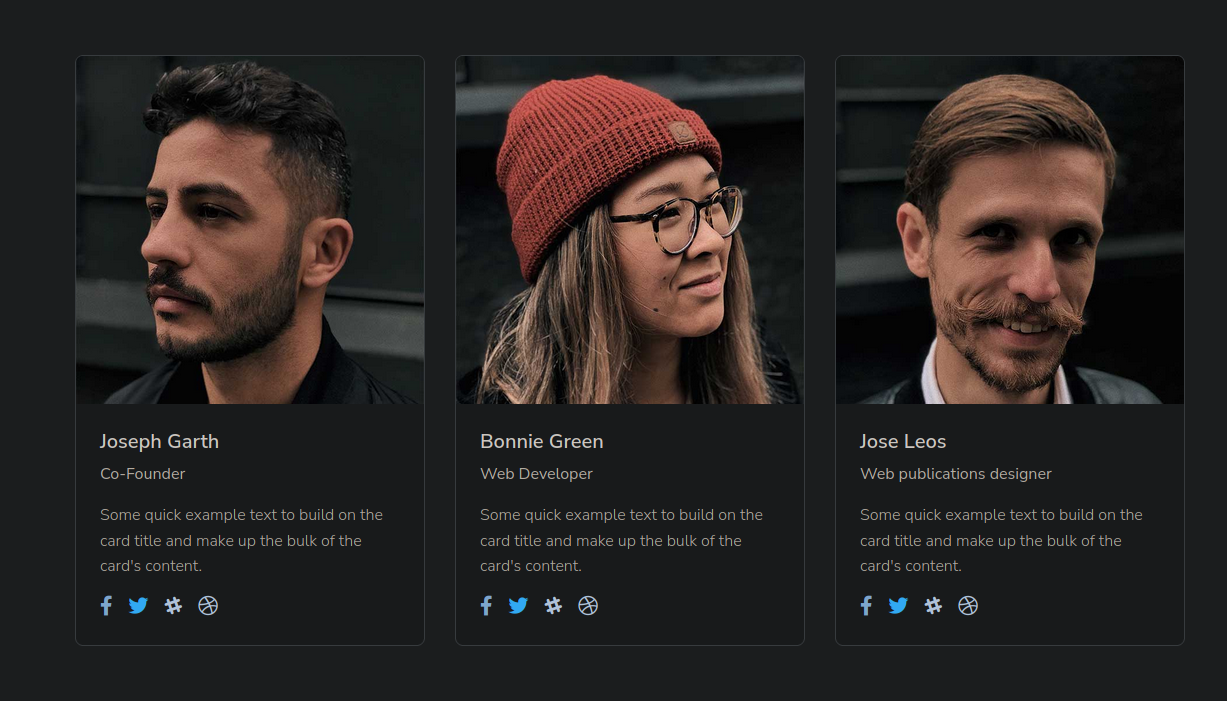 Joseph Garth
Co-Founder
Some quick example text to build on the
card title and make up the bulk of the
card's content.
Bonnie Green
Web Developer
Some quick example text to build on the
card title and make up the bulk of the
card's content.
Jose Leos
Web publications designer
Some quick example text to build on the
card title and make up the bulk of the
card's content.